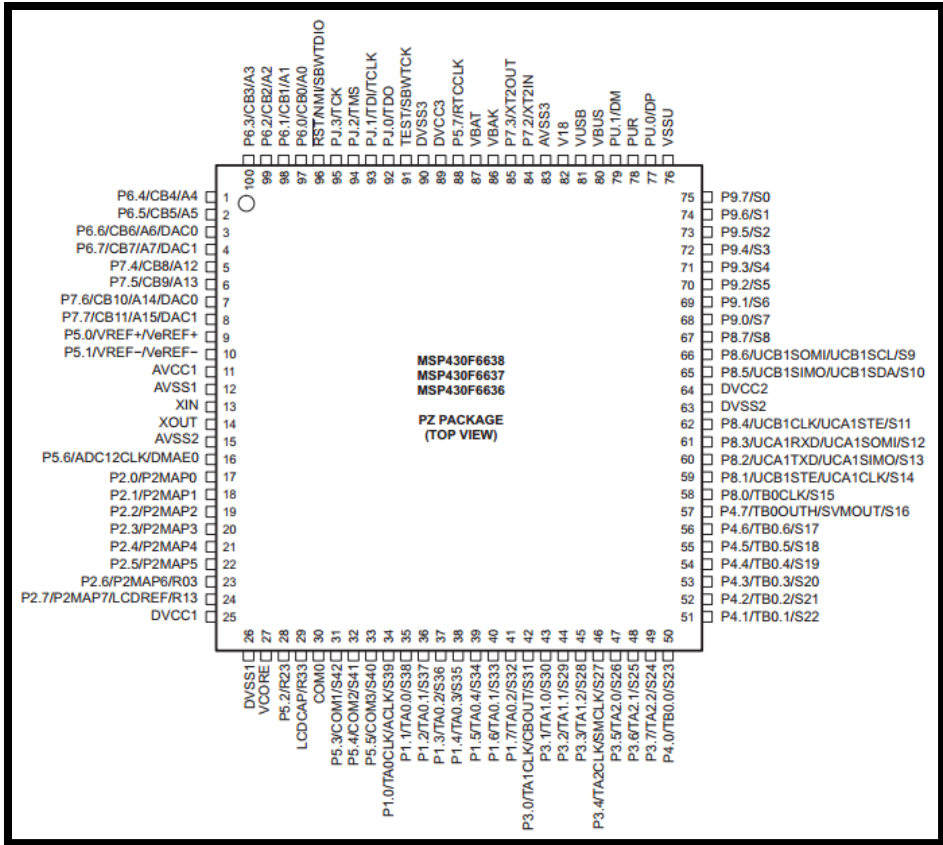 P6.3/CB3/A3
P6.2/CB2/A2
P6.1/CB1/A1
P6.0/CB0/A0
RST/NMI/SBWTDIO
PJ.3/TCK
PJ.2/TMS
PJ.1/TDI/TCLK
PJ.0/TDO
TEST/SBWTCK
DVSS3
DVCC3
P5.7/RTCCLK
VBAT
VBAK
P7.3/XT2OUT
P7.2/XT2IN
AVSS3
V18
VUSB
VBUS
PU.1/DM
PUR
PU.0/DP
VSSU
100 99 98 97 96 95 94 93 92 91 90 89 88 87 86 85 84 83 82 81 80 79 78 77 76
P6.4/CB4/A4 1
P6.5/CB5/A5 2
P6.6/CB6/A6/DAC0 3
P6.7/CB7/A7/DAC1 4
P7.4/CB8/A12 5
P7.5/CB9/A13 6
P7.6/CB10/A14/DAC0 7
P7.7/CB11/A15/DAC1 8
P5.0/VREF+/VeREF+ 9
P5.1/VREF−/VeREF− 10
AVCC1 11
AVSS1 12
XIN 13
XOUT 14
AVSS2 15
P5.6/ADC12CLK/DMAE0 16
P2.0/P2MAP0 17
P2.1/P2MAP1 18
P2.2/P2MAP2 19
P2.3/P2MAP3 20
P2.4/P2MAP4 21
P2.5/P2MAP5 22
P2.6/P2MAP6/R03 23
P2.7/P2MAP7/LCDREF/R13 24
DVCC1 25
MSP430F6638
MSP430F6637
MSP430F6636
PZ PACKAGE
(TOP VIEW)
75 P9.7/S0
74 P9.6/S1
73 P9.5/S2
72 P9.4/S3
71 P9.3/S4
70 P9.2/S5
69 P9.1/S6
68 P9.0/S7
67 P8.7/S8
66 P8.6/UCB1SOMI/UCB1SCL/S9
65 P8.5/UCB1SIMO/UCB1SDA/S10
64 DVCC2
63 DVSS2
62 P8.4/UCB1CLK/UCA1STE/S11
61 P8.3/UCA1RXD/UCA1SOMI/S12
60 P8.2/UCA1TXD/UCA1SIMO/S13
59 P8.1/UCB1STE/UCA1CLK/S14
58 P8.0/TB0CLK/S15
57 P4.7/TB0OUTH/SVMOUT/S16
56 P4.6/TB0.6/S17
55 P4.5/TB0.5/S18
54 P4.4/TB0.4/S19
53 P4.3/TB0.3/S20
52 P4.2/TB0.2/S21
51 P4.1/TB0.1/S22
26 27 28 29 30 31 32 33 34 35 36 37 38 39 40 41 42 43 44 45 46 47 48 49 50
DVSS1
VCORE
P5.2/R23
LCDCAP/R33
COM0
P5.3/COM1/S42
P5.4/COM2/S41
P5.5/COM3/S40
P1.0/TA0CLK/ACLK/S39
P1.1/TA0.0/S38
P1.2/TA0.1/S37
P1.3/TA0.2/S36
P1.4/TA0.3/S35
P1.5/TA0.4/S34
P1.6/TA0.1/S33
P1.7/TA0.2/S32
P3.0/TA1CLK/CBOUT/S31
P3.1/TA1.0/S30
P3.2/TA1.1/S29
P3.3/TA1.2/S28
P3.4/TA2CLK/SMCLK/S27
P3.5/TA2.0/S26
P3.6/TA2.1/S25
P3.7/TA2.2/S24
P4.0/TB0.0/S23